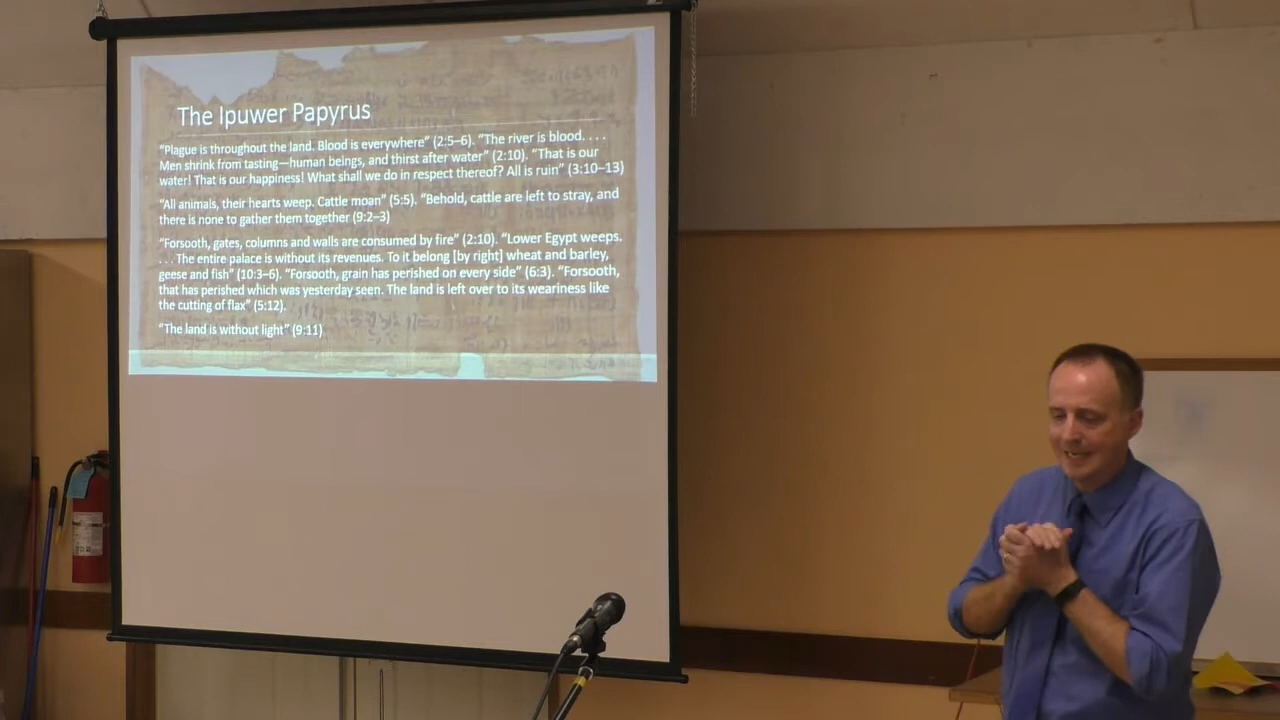 The Ipuwer Papyrus
“Plague is throughout the land. Blood is everywhere” (2:5–6). “The river is blood. . . .
Men shrink from tasting—human beings, and thirst after water” (2:10). “That is our
water! That is our happiness! What shall we do in respect thereof? All is ruin” (3:10–13)
“All animals, their hearts weep. Cattle moan” (5:5). “Behold, cattle are left to stray, and
there is none to gather them together (9:2–3)
“Forsooth, gates, columns and walls are consumed by fire” (2:10). “Lower Egypt weeps.
. . . The entire palace is without its revenues. To it belong [by right] wheat and barley,
geese and fish” (10:3–6). “Forsooth, grain has perished on every side” (6:3). “Forsooth,
that has perished which was yesterday seen. The land is left over to its weariness like
the cutting of flax” (5:12).
“The land is without light” (9:11)